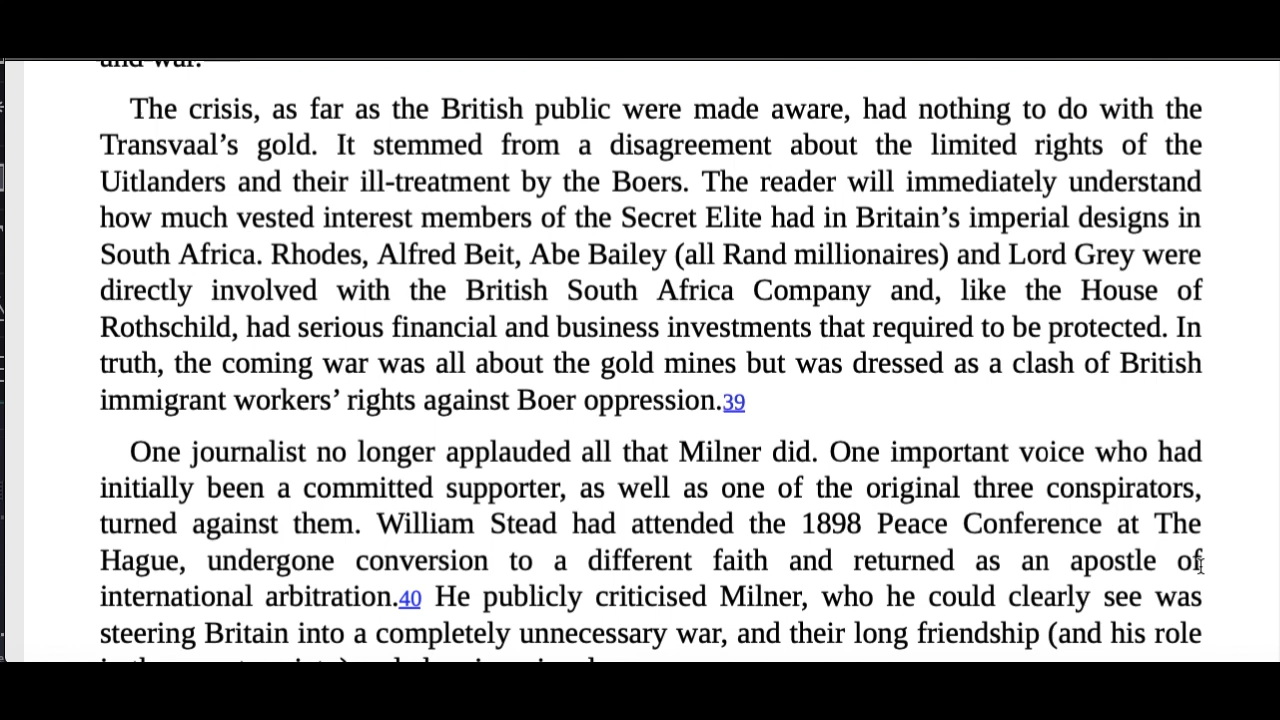 and war.
The crisis, as far as the British public were made aware, had nothing to do with the
Transvaal’s gold. It stemmed from a disagreement about the limited rights of the
Uitlanders and their ill-treatment by the Boers. The reader will immediately understand
how much vested interest members of the Secret Elite had in Britain’s imperial designs in
South Africa. Rhodes, Alfred Beit, Abe Bailey (all Rand millionaires) and Lord Grey were
directly involved with the British South Africa Company and, like the House of
Rothschild, had serious financial and business investments that required to be protected. In
truth, the coming war was all about the gold mines but was dressed as a clash of British
immigrant workers’ rights against Boer oppression.39
One journalist no longer applauded all that Milner did. One important voice who had
initially been a committed supporter, as well as one of the original three conspirators,
turned against them. William Stead had attended the 1898 Peace Conference at The
Hague, undergone conversion to a different faith and returned as an apostle of
international arbitration.40 He publicly criticised Milner, who he could clearly see was
steering Britain into a completely unnecessary war, and their long friendship (and his role